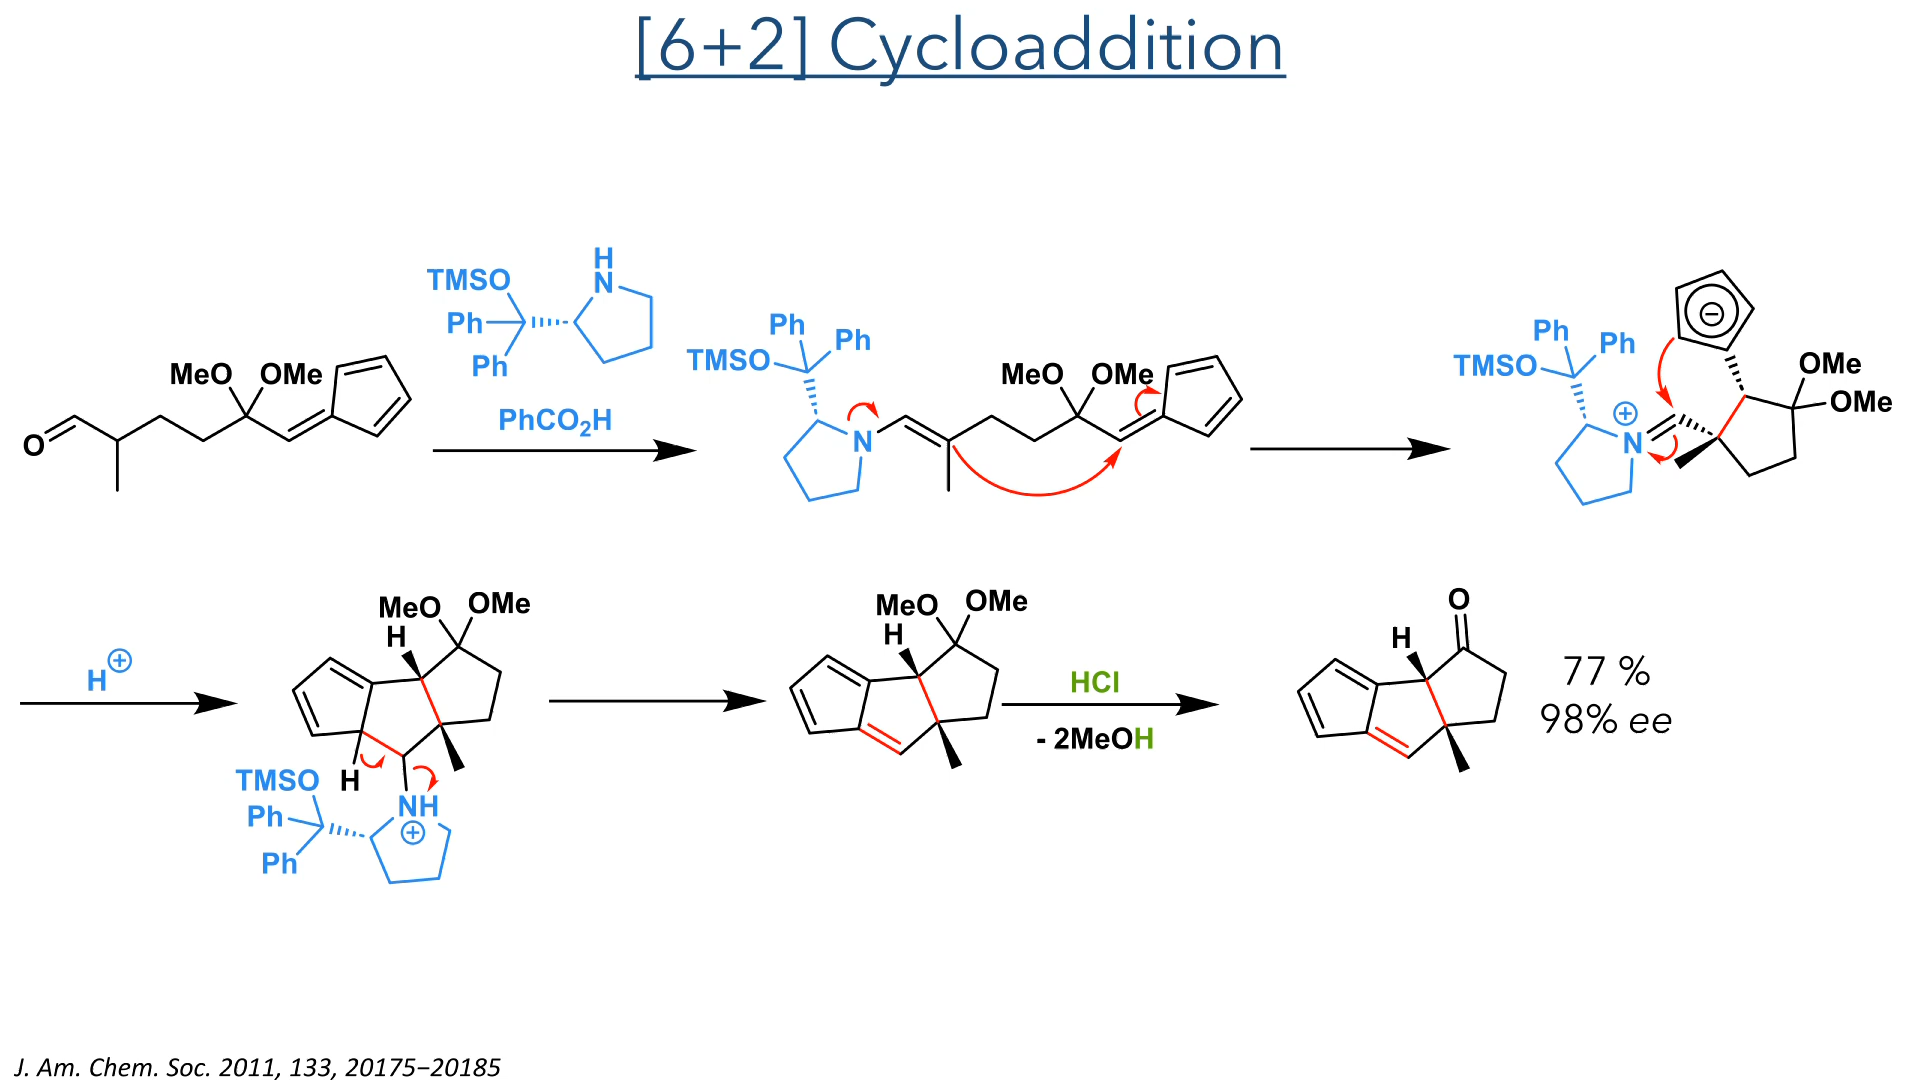 [6+2] Cycloaddition
O
MeO OMe
TMSO
Ph
Ph
H
N
PhCO2H
TMSO
Ph
Ph
N
MeO OMe
TMSO
Ph
Ph
⊕
N
⊖
OMe
OMe
H⊕
MeO OMe
H
H
TMSO
Ph
Ph
NH
⊕
MeO OMe
H
HCl
- 2MeOH
O
H
77 %
98% ee
J. Am. Chem. Soc. 2011, 133, 20175–20185